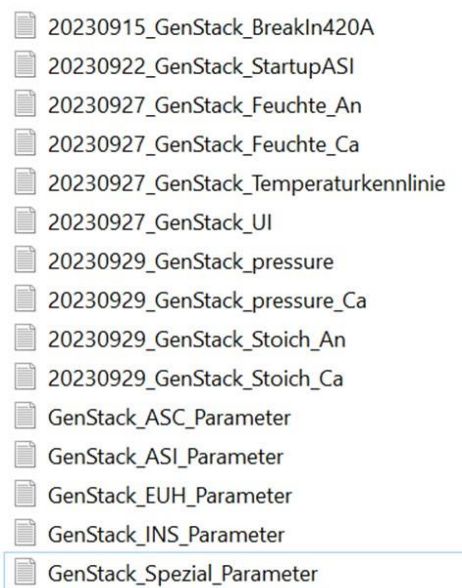 20230915_GenStack_BreakIn420A
20230922_GenStack_StartupASI
20230927_GenStack_Feuchte_An
20230927_GenStack_Feuchte_Ca
20230927_GenStack_Temperaturkennlinie
20230927_GenStack_UI
20230929_GenStack_pressure
20230929_GenStack_pressure_Ca
20230929_GenStack_Stoich_An
20230929_GenStack_Stoich_Ca
GenStack_ASC_Parameter
GenStack_ASI_Parameter
GenStack_EUH_Parameter
GenStack_INS_Parameter
GenStack_Spezial_Parameter